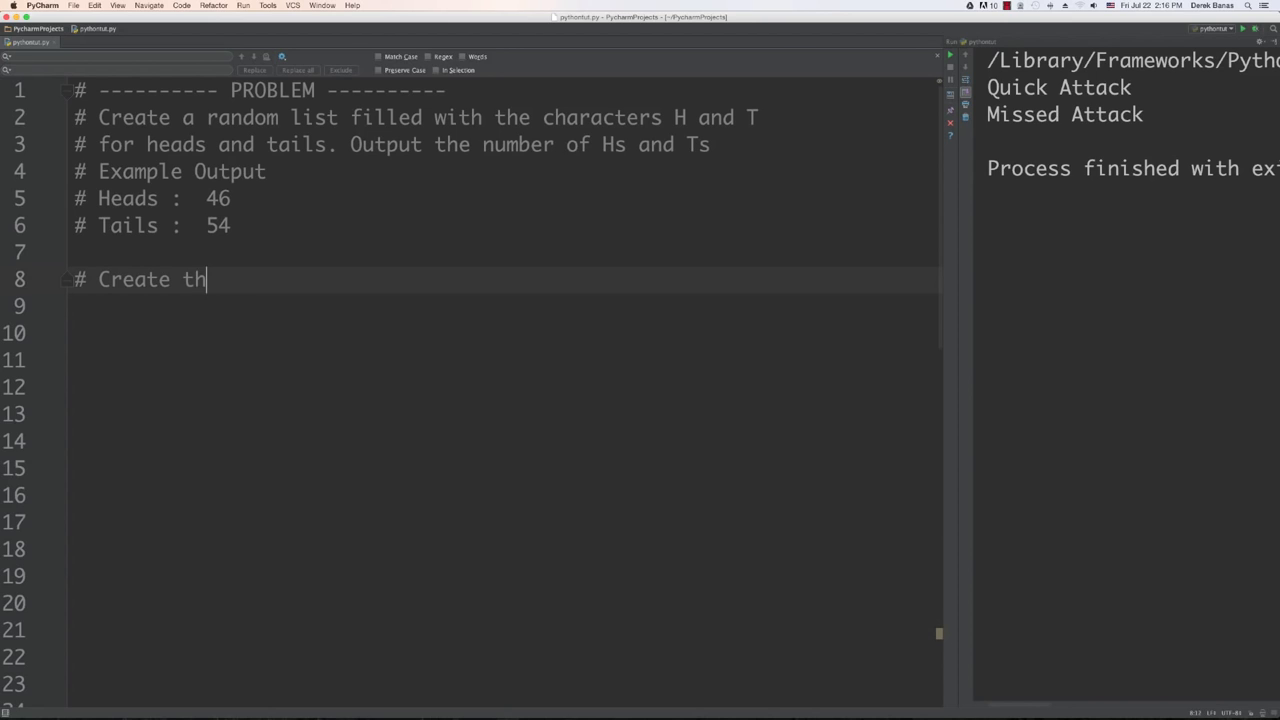 PyCharm File Edit View Navigate Code Refactor Run Tools VCS Window Help 10 Fri Jul 22 2:16 PM Derek Banas
pythontut.py - PycharmProjects - [~/PycharmProjects]
PycharmProjects pythontut.py pythontut
pythontut.py Run pythontut
Match Case Regex Words
Replace Replace all Exclude Preserve Case In Selection
1 # ---------- PROBLEM ----------
2 # Create a random list filled with the characters H and T
3 # for heads and tails. Output the number of Hs and Ts
4 # Example Output
5 # Heads :  46
6 # Tails :  54
7
8 # Create th
9
10
11
12
13
14
15
16
17
18
19
20
21
22
23
/Library/Frameworks/Pytho
Quick Attack
Missed Attack
Process finished with exi
8:12 LF÷ UTF-8÷